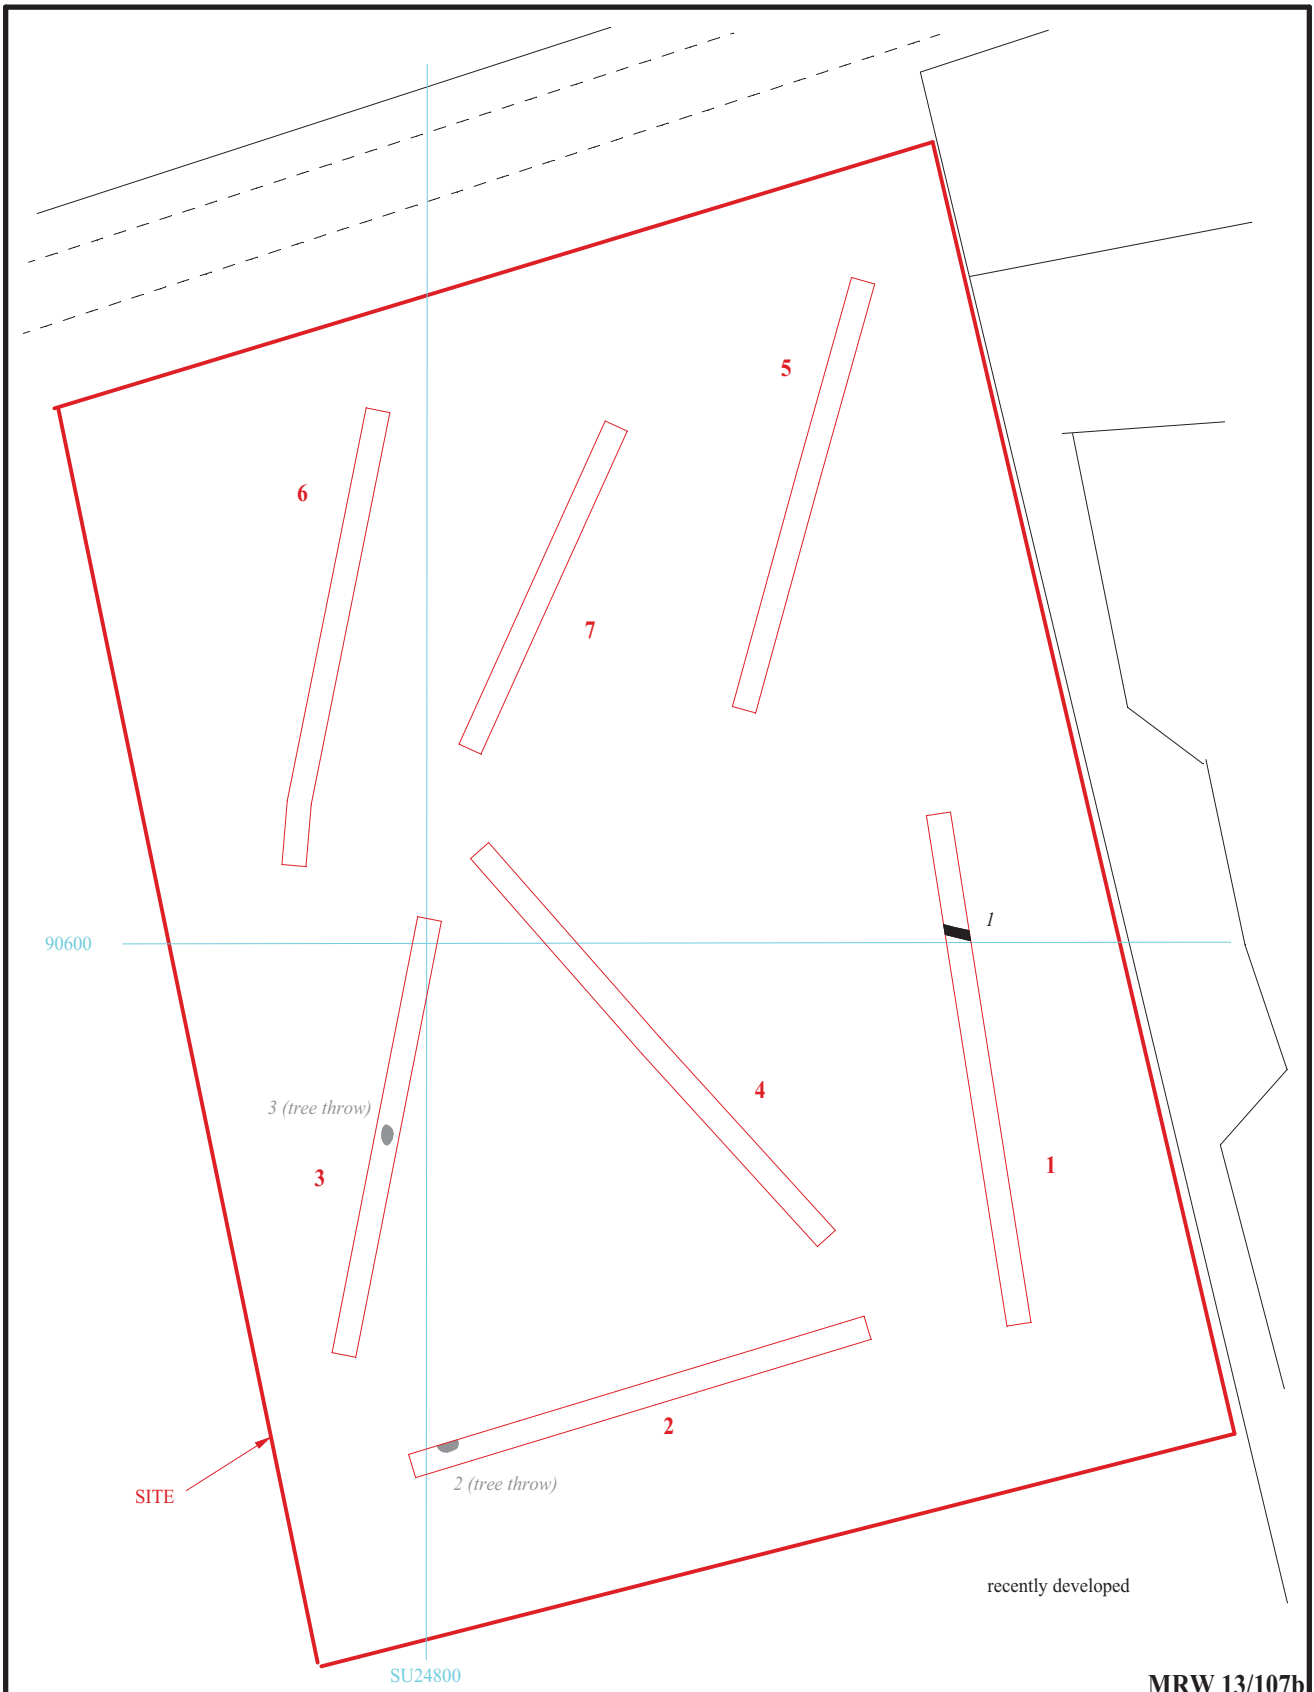 5
6
7
1
90600
4
3 (tree throw)
1
3
2
2 (tree throw)
SITE
recently developed
SU24800
MRW 13/107b